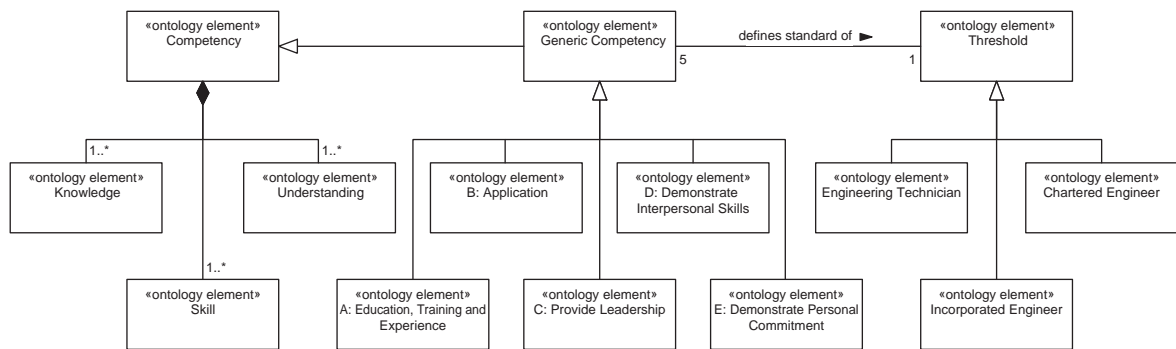 «ontology element»
Competency
«ontology element»
Generic Competency
defines standard of
5
1
«ontology element»
Threshold
1..*
«ontology element»
Knowledge
1..*
«ontology element»
Understanding
«ontology element»
B: Application
«ontology element»
D: Demonstrate
Interpersonal Skills
«ontology element»
Engineering Technician
«ontology element»
Chartered Engineer
1..*
«ontology element»
Skill
«ontology element»
A: Education, Training and
Experience
«ontology element»
C: Provide Leadership
«ontology element»
E: Demonstrate Personal
Commitment
«ontology element»
Incorporated Engineer